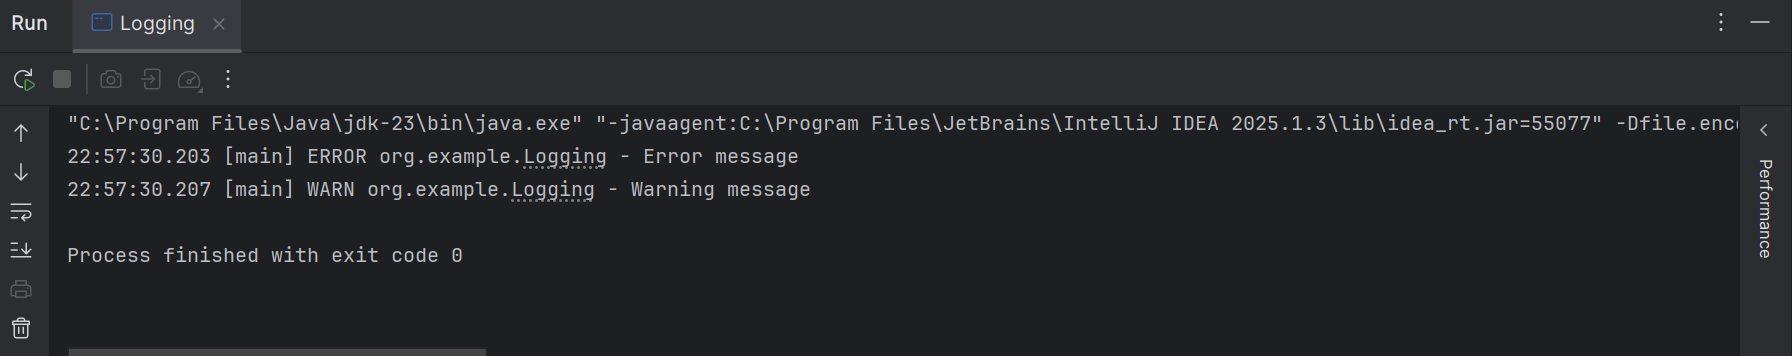 Run Logging
"C:\Program Files\Java\jdk-23\bin\java.exe" "-javaagent:C:\Program Files\JetBrains\IntelliJ IDEA 2025.1.3\lib\idea_rt.jar=55077" -Dfile.enc
22:57:30.203 [main] ERROR org.example.Logging - Error message
22:57:30.207 [main] WARN org.example.Logging - Warning message
Process finished with exit code 0
Performance